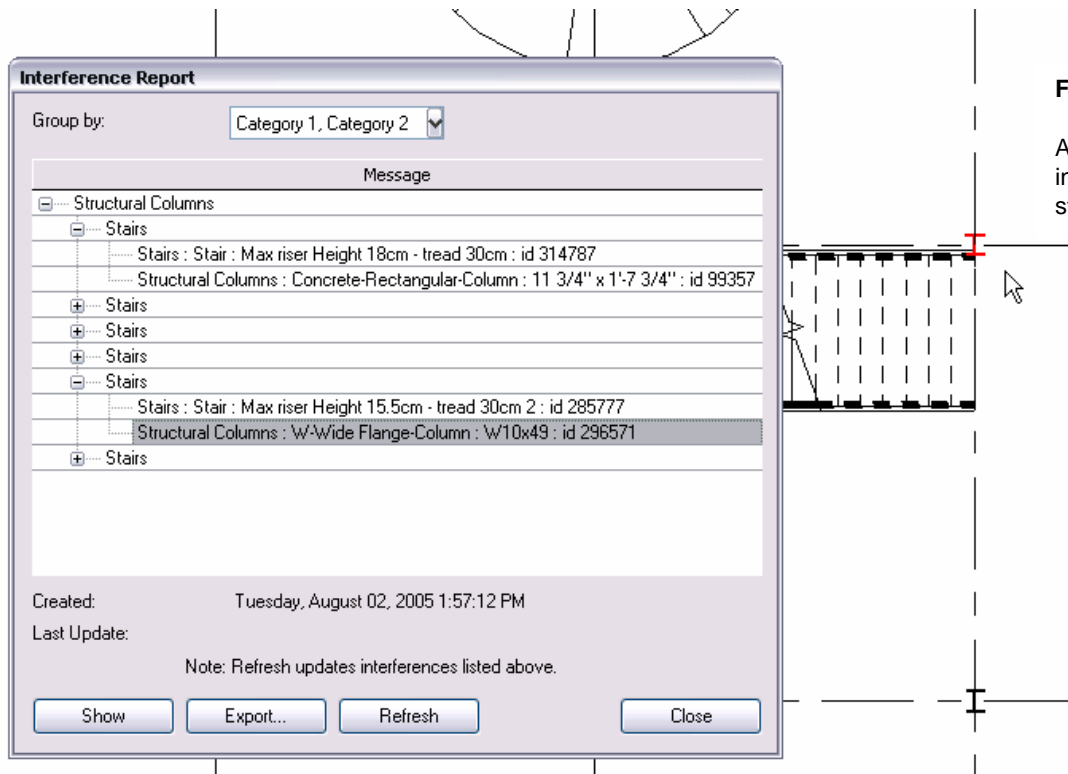 Interference Report
Group by:
Category 1, Category 2
Message
Structural Columns
Stairs
Stairs : Stair : Max riser Height 18cm - tread 30cm : id 314787
Structural Columns : Concrete-Rectangular-Column : 11 3/4" x 1'-7 3/4" : id 99357
Stairs
Stairs
Stairs
Stairs
Stairs : Stair : Max riser Height 15.5cm - tread 30cm 2 : id 285777
Structural Columns : W-Wide Flange-Column : W10x49 : id 296571
Stairs
Created: Tuesday, August 02, 2005 1:57:12 PM
Last Update:
Note: Refresh updates interferences listed above.
Show Export... Refresh Close